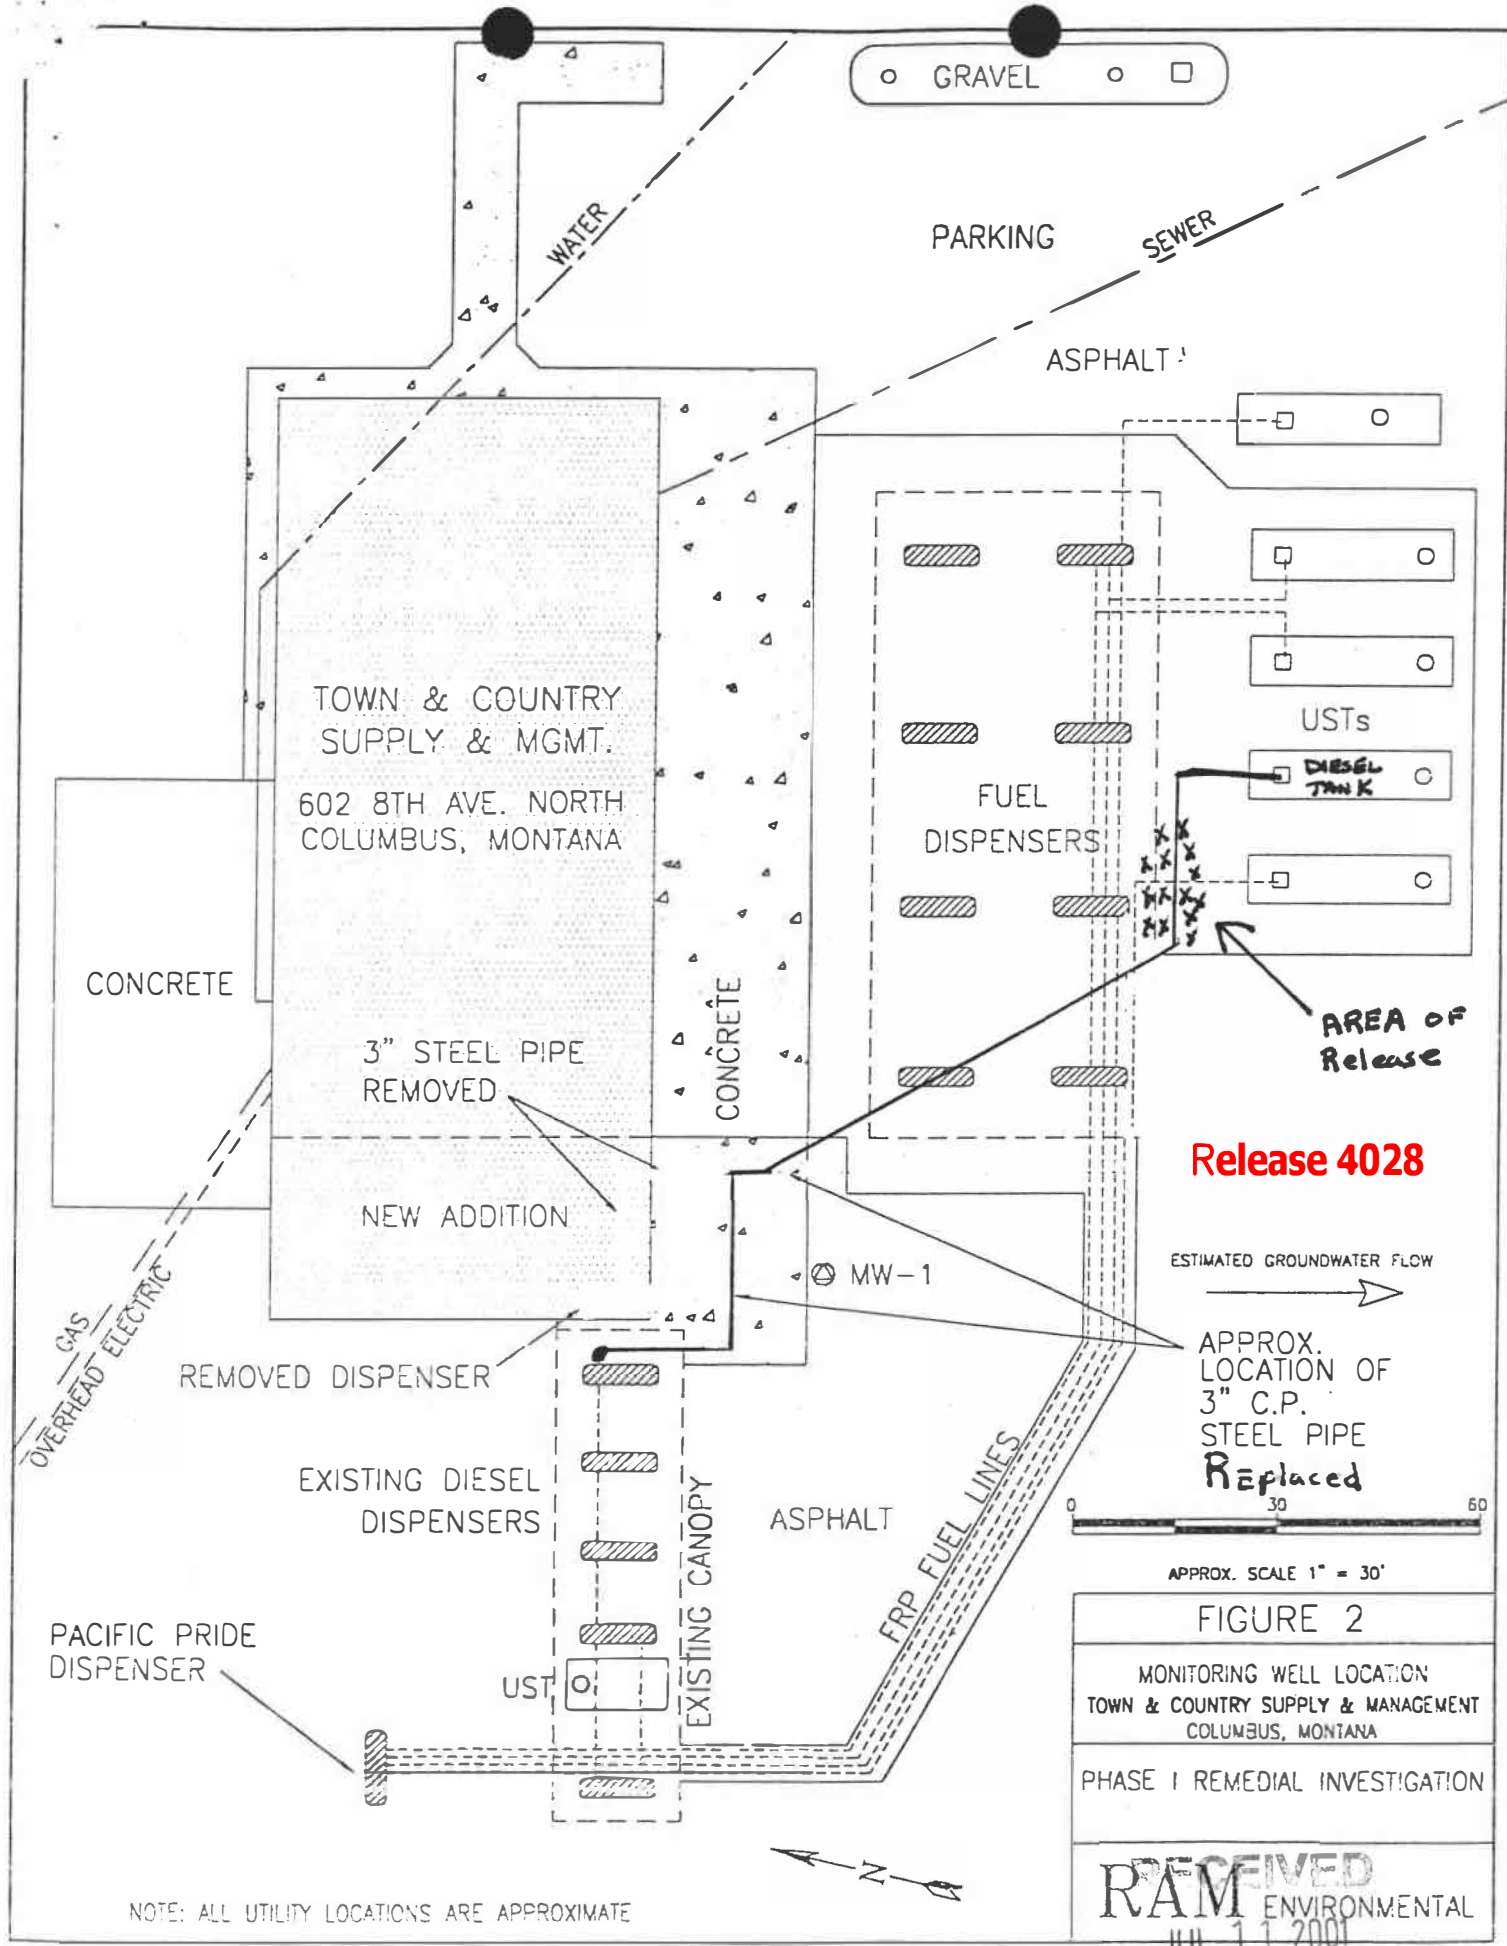 GRAVEL
WATER
PARKING
SEWER
ASPHALT
TOWN & COUNTRY
SUPPLY & MGMT.
602 8TH AVE. NORTH
COLUMBUS, MONTANA
USTs
DIESEL
TANK
FUEL
DISPENSERS
CONCRETE
CONCRETE
AREA OF
Release
3" STEEL PIPE
REMOVED
Release 4028
NEW ADDITION
MW-1
ESTIMATED GROUNDWATER FLOW
GAS
OVERHEAD ELECTRIC
REMOVED DISPENSER
APPROX.
LOCATION OF
3" C.P.
STEEL PIPE
REplaced
EXISTING DIESEL
DISPENSERS
EXISTING CANOPY
ASPHALT
FRP FUEL LINES
0 30 60
APPROX. SCALE 1" = 30'
PACIFIC PRIDE
DISPENSER
UST
FIGURE 2
MONITORING WELL LOCATION
TOWN & COUNTRY SUPPLY & MANAGEMENT
COLUMBUS, MONTANA
PHASE I REMEDIAL INVESTIGATION
N
RECEIVED
RAM ENVIRONMENTAL
JUL 11 2001
NOTE: ALL UTILITY LOCATIONS ARE APPROXIMATE